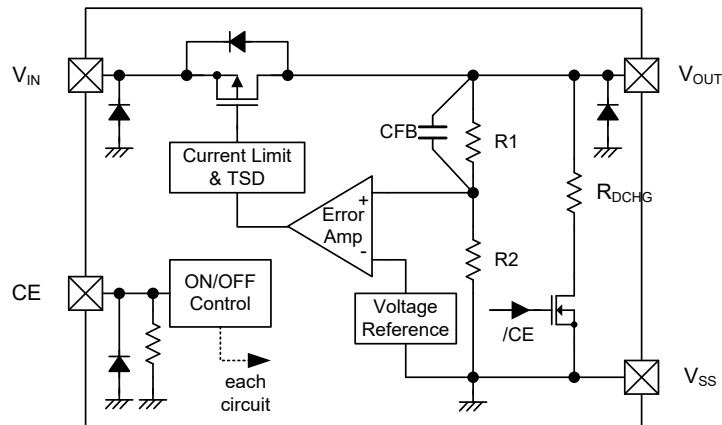 VIN
VOUT
CFB
R1
Current Limit
& TSD
RDCHG
+
Error
Amp
-
R2
CE
ON/OFF
Control
Voltage
Reference
/CE
each
circuit
VSS